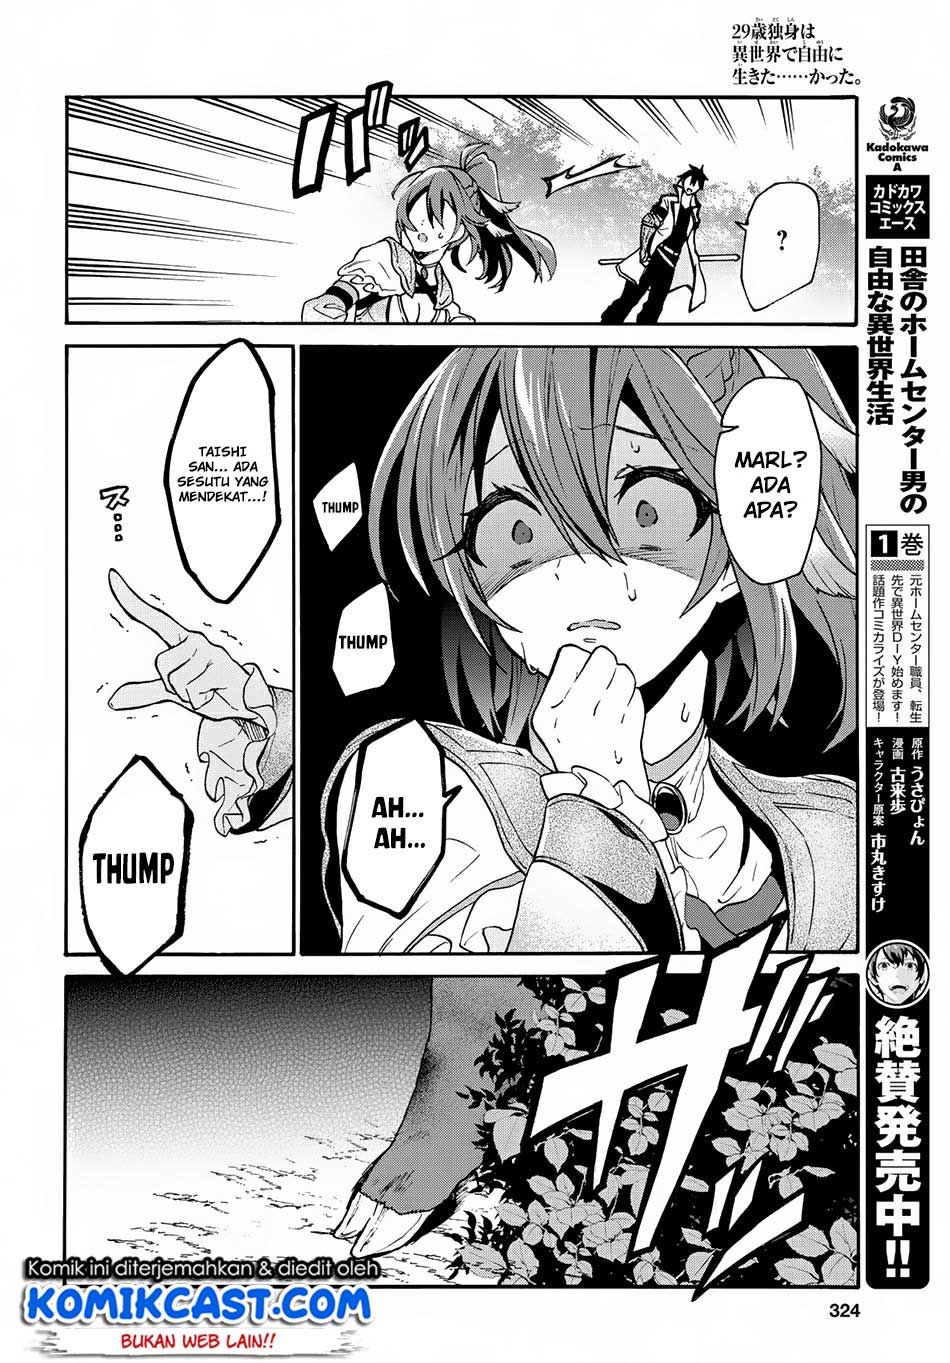 29歳独身は
異世界で自由に
生きた……かった。
Kadokawa
Comics
A
カドカワ
コミックス
エース
田舎のホームセンター男の
自由な異世界生活
1巻
元ホームセンター職員、転生
先で異世界DIY始めます!
話題作コミカライズが登場!
原作 うさぴょん
漫画 古来歩
キャラクター原案 市丸きすけ
絶賛発売中!!
バッ
?
MARL?
ADA
APA?
THUMP
THUMP
AH...
AH...
TAISHI
SAN... ADA
SESUTU YANG
MENDEKAT...!
ス…
THUMP
ザッ
Komik ini diterjemahkan & diedit oleh
KOMIKCAST.COM
BUKAN WEB LAIN!!
324